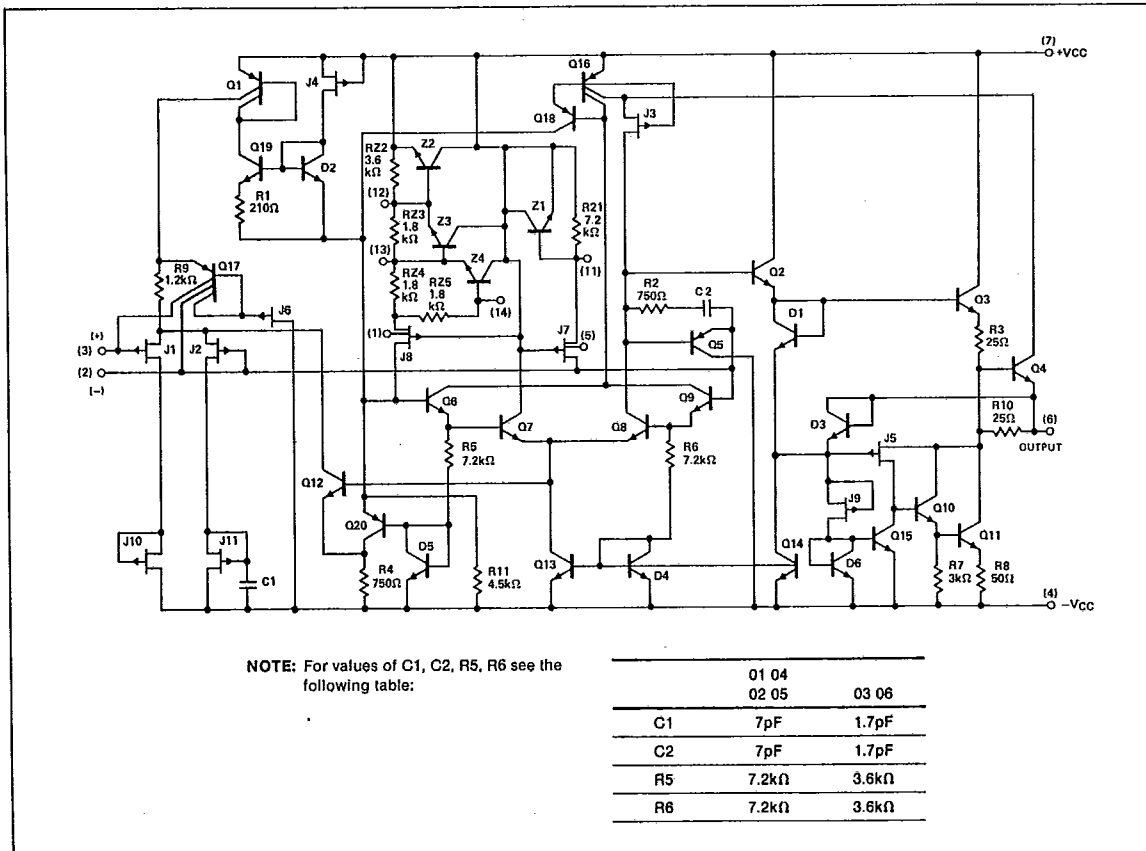 (7)
+VCC
Q1
J4
Q16
Q18
J3
Q19
D2
R1
210Ω
RZ2
3.6
kΩ
Z2
(12)
RZ3
1.8
kΩ
Z3
Z1
R21
7.2
kΩ
(13)
Z4
(11)
RZ4
1.8
kΩ
RZ5
1.8
kΩ
(14)
R9
1.2kΩ
Q17
J6
R2
750Ω
C2
Q2
D1
Q3
R3
25Ω
(+)
(3)
J1
J2
(1)
J8
J7
(5)
Q5
Q4
(2)
(-)
Q6
Q7
Q8
Q9
D3
R10
25Ω
(6)
OUTPUT
R5
7.2kΩ
R6
7.2kΩ
J5
Q12
J9
Q10
Q20
D5
Q13
D4
Q14
Q15
Q11
J10
J11
C1
R4
750Ω
R11
4.5kΩ
D6
R7
3kΩ
R8
50Ω
(4)
-VCC
NOTE: For values of C1, C2, R5, R6 see the
following table:
01 04
02 05 03 06
C1 7pF 1.7pF
C2 7pF 1.7pF
R5 7.2kΩ 3.6kΩ
R6 7.2kΩ 3.6kΩ